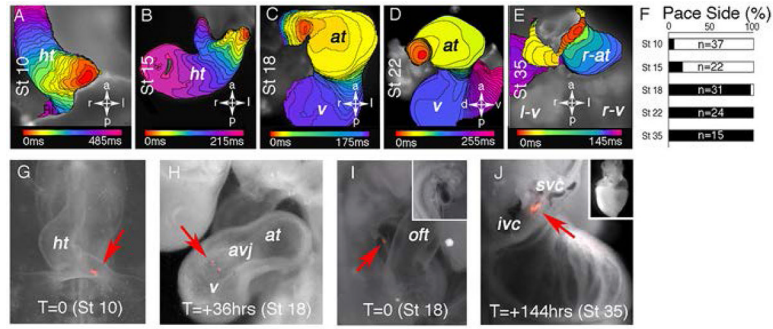 A
St 10
ht
a
r
l
p
0ms
485ms
B
St 15
ht
a
r
l
p
0ms
215ms
C
St 18
at
v
a
r
l
p
0ms
175ms
D
St 22
at
v
a
d
v
p
0ms
255ms
E
St 35
r-at
l-v
r-v
a
r
l
p
0ms
145ms
F
Pace Side (%)
0
100
St 10
n=37
St 15
n=22
St 18
n=31
St 22
n=24
St 35
n=15
G
ht
T=0 (St 10)
H
at
avj
v
T=+36hrs (St 18)
I
oft
T=0 (St 18)
J
svc
ivc
T=+144hrs (St 35)